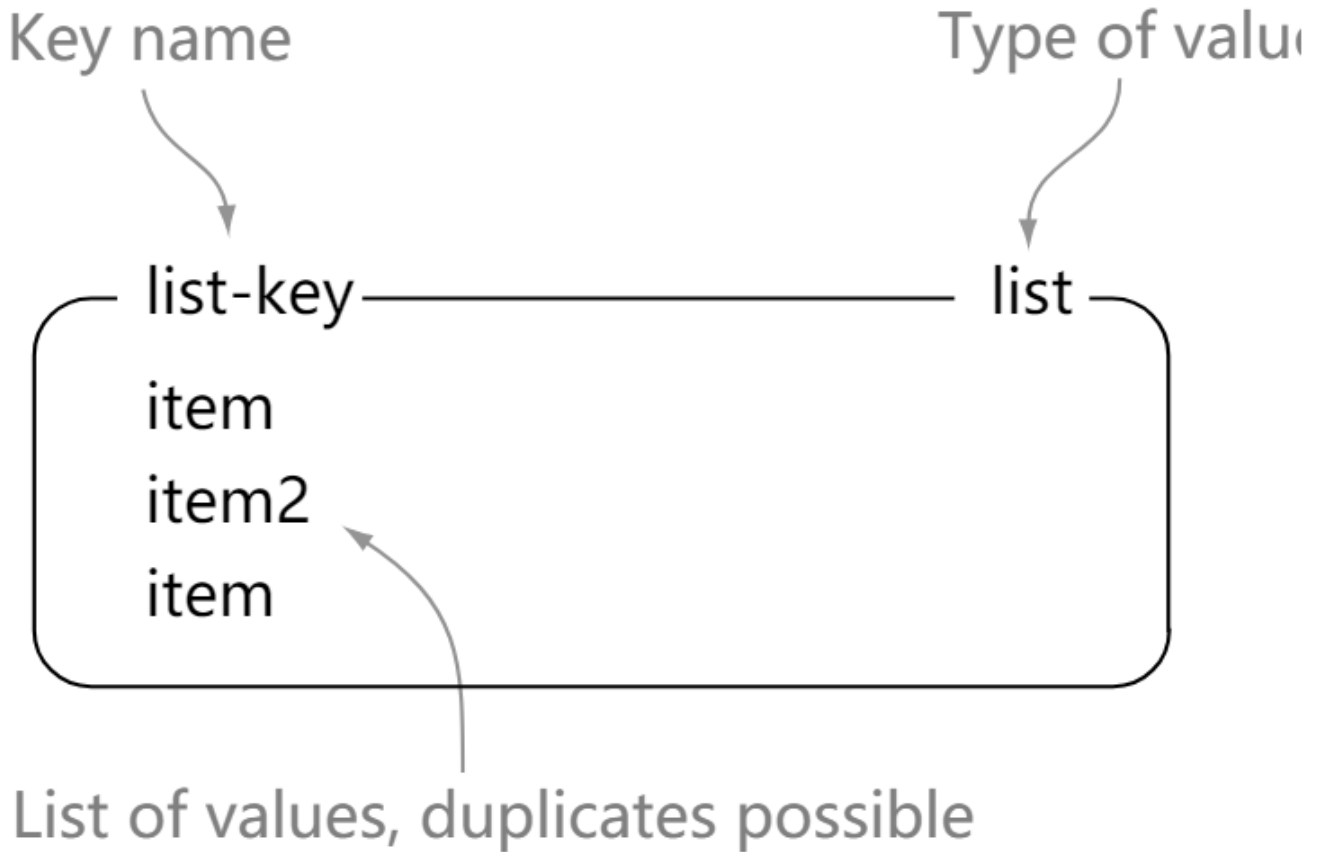 Key name
Type of valu
list-key
list
item
item2
item
List of values, duplicates possible